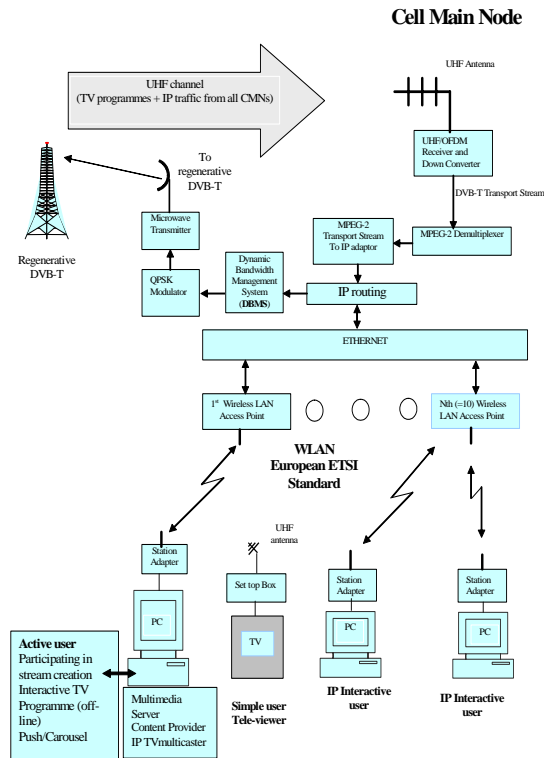 Cell Main Node
UHF channel
(TV programmes + IP traffic from all CMNs)
UHF Antenna
UHF/OFDM
Receiver and
Down Converter
To
regenerative
DVB-T
DVB-T Transport Stream
Microwave
Transmitter
MPEG-2
Transport Stream
To IP adaptor
MPEG-2 Demultiplexer
Regenerative
DVB-T
QPSK
Modulator
Dynamic
Bandwidth
Management
System
(DBMS)
IP routing
ETHERNET
1st Wireless LAN
Access Point
Nth (=10) Wireless
LAN Access Point
WLAN
European ETSI
Standard
UHF
antenna
Station
Adapter
Set top Box
Station
Adapter
Station
Adapter
PC
TV
PC
PC
Active user
Participating in
stream creation
Interactive TV
Programme (off-
line)
Push/Carousel
Multimedia
Server
Content Provider
IP TVmulticaster
Simple user
Tele-viewer
IP Interactive
user
IP Interactive
user